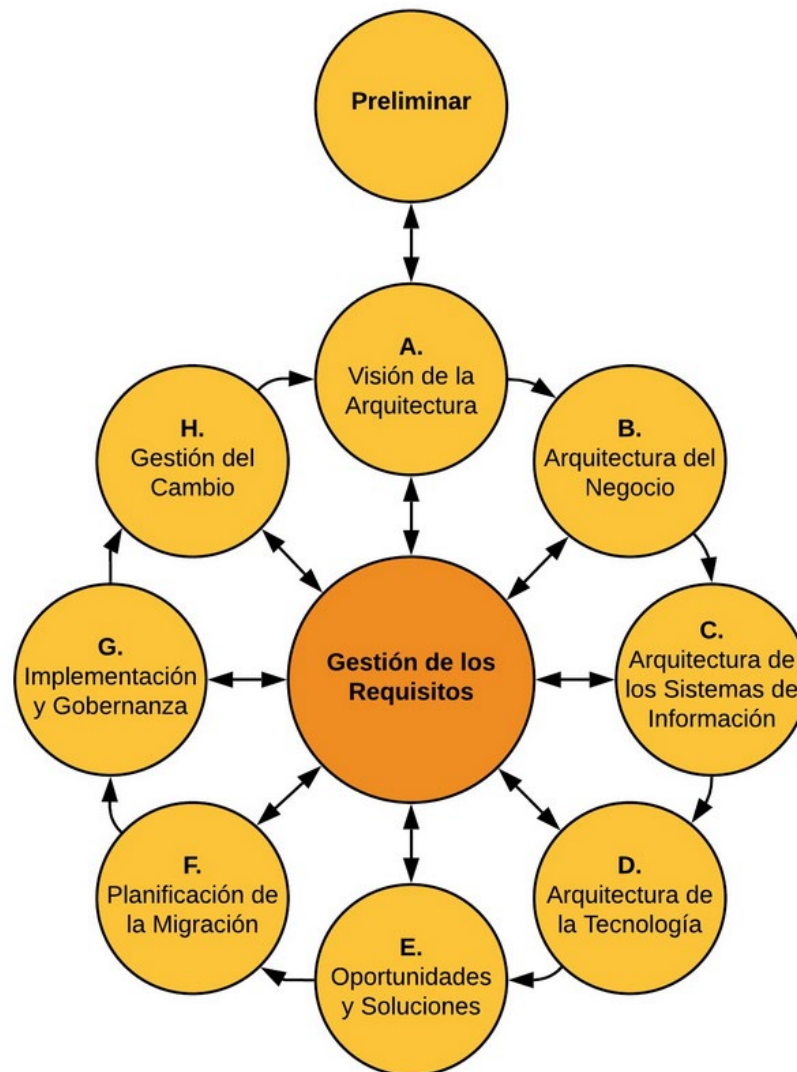 Preliminar
A.
Visión de la
Arquitectura
B.
Arquitectura del
Negocio
C.
Arquitectura de
los Sistemas de
Información
D.
Arquitectura de
la Tecnología
E.
Oportunidades
y Soluciones
F.
Planificación de
la Migración
G.
Implementación
y Gobernanza
H.
Gestión del
Cambio
Gestión de los
Requisitos